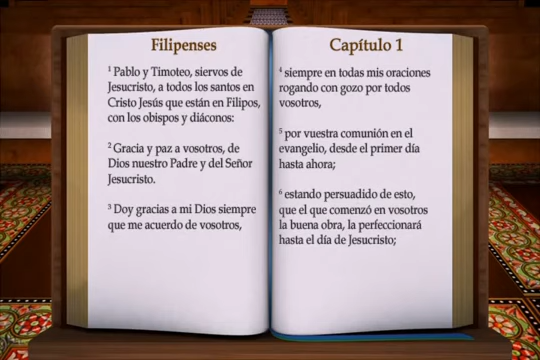 Filipenses
1 Pablo y Timoteo, siervos de
Jesucristo, a todos los santos en
Cristo Jesús que están en Filipos,
con los obispos y diáconos:
2 Gracia y paz a vosotros, de
Dios nuestro Padre y del Señor
Jesucristo.
3 Doy gracias a mi Dios siempre
que me acuerdo de vosotros,
Capítulo 1
4 siempre en todas mis oraciones
rogando con gozo por todos
vosotros,
5 por vuestra comunión en el
evangelio, desde el primer día
hasta ahora;
6 estando persuadido de esto,
que el que comenzó en vosotros
la buena obra, la perfeccionará
hasta el día de Jesucristo;